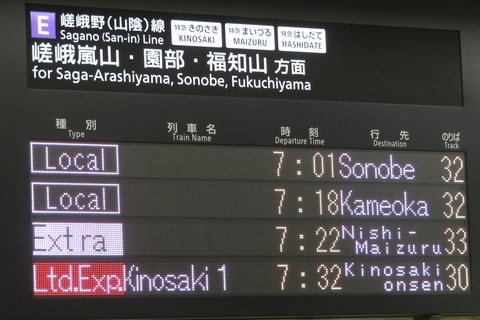 E 嵯峨野(山陰)線
Sagano (San-in) Line
特急 きのさき
KINOSAKI
特急 まいづる
MAIZURU
特急 はしだて
HASHIDATE
嵯峨嵐山・園部・福知山 方面
for Saga-Arashiyama, Sonobe, Fukuchiyama
種別 列車名 時刻 行先 のりば
Type Train Name Departure Time Destination Track
Local 7:01 Sonobe 32
Local 7:18 Kameoka 32
Extra 7:22 Nishi-Maizuru 33
Ltd.Exp. Kinosaki 1 7:32 Kinosaki onsen 30